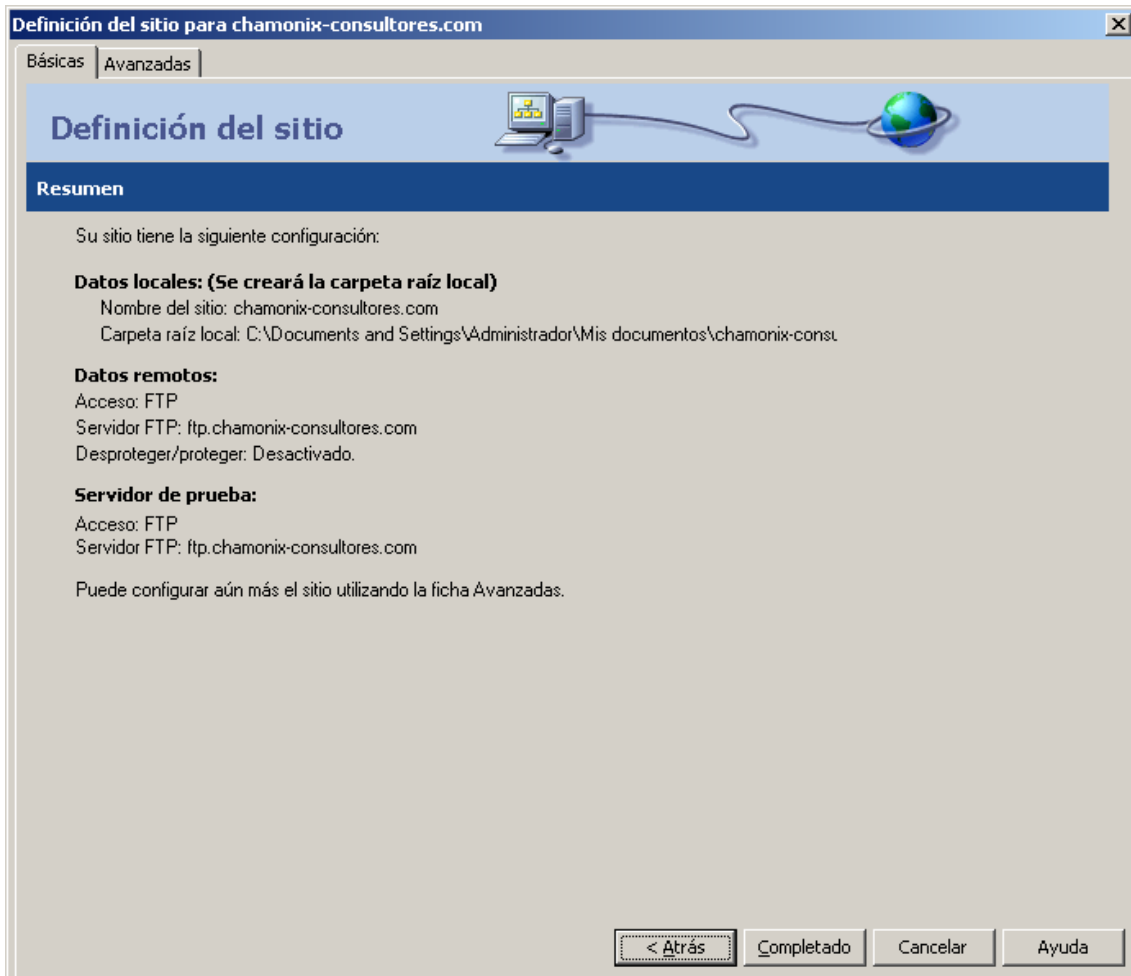 Definición del sitio para chamonix-consultores.com
Básicas Avanzadas
Definición del sitio
Resumen
Su sitio tiene la siguiente configuración:
Datos locales: (Se creará la carpeta raíz local)
Nombre del sitio: chamonix-consultores.com
Carpeta raíz local: C:\Documents and Settings\Administrador\Mis documentos\chamonix-consu
Datos remotos:
Acceso: FTP
Servidor FTP: ftp.chamonix-consultores.com
Desproteger/proteger: Desactivado.
Servidor de prueba:
Acceso: FTP
Servidor FTP: ftp.chamonix-consultores.com
Puede configurar aún más el sitio utilizando la ficha Avanzadas.
< Atrás Completado Cancelar Ayuda